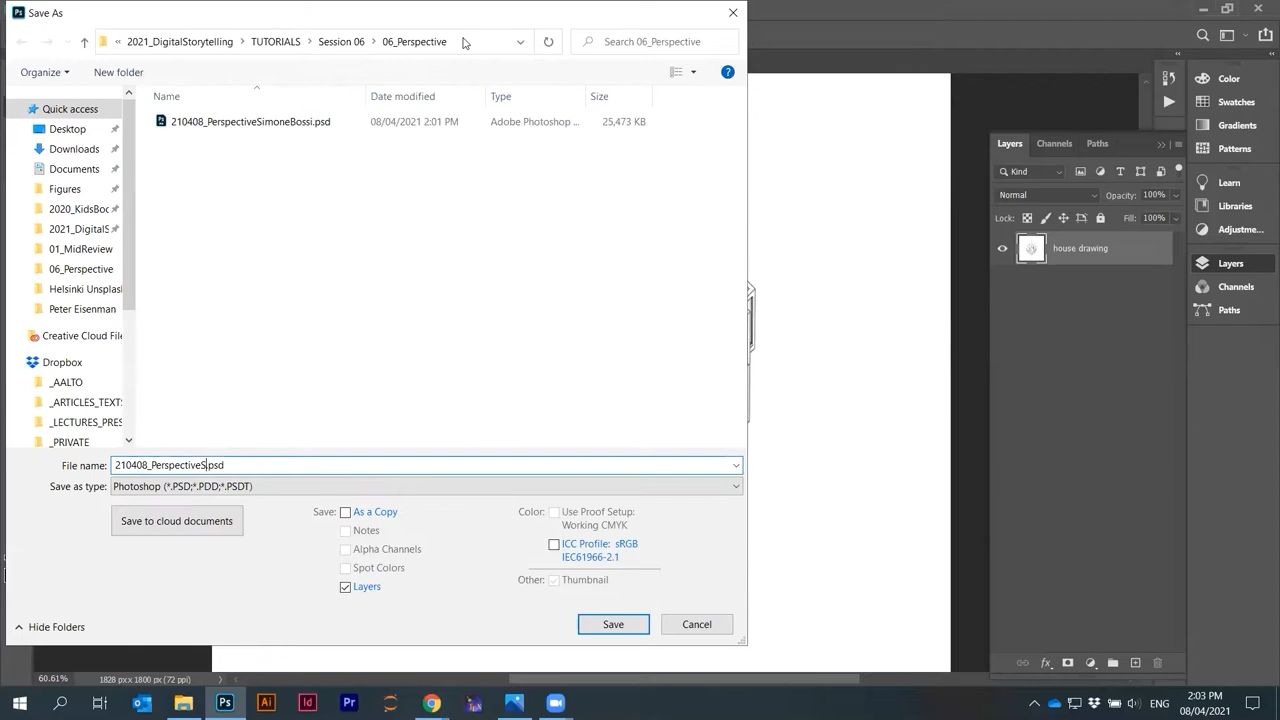 Ps Save As
« 2021_DigitalStorytelling > TUTORIALS > Session 06 > 06_Perspective
Search 06_Perspective
Organize
New folder
Name
Date modified
Type
Size
210408_PerspectiveSimoneBossi.psd
08/04/2021 2:01 PM
Adobe Photoshop ...
25,473 KB
Quick access
Desktop
Downloads
Documents
Figures
2020_KidsBoo
2021_DigitalS
01_MidReview
06_Perspective
Helsinki Unsplas
Peter Eisenman
Creative Cloud File
Dropbox
_AALTO
_ARTICLES_TEXT
_LECTURES_PRES
_PRIVATE
File name: 210408_PerspectiveS.psd
Save as type: Photoshop (*.PSD;*.PDD;*.PSDT)
Save to cloud documents
Save:
As a Copy
Notes
Alpha Channels
Spot Colors
Layers
Color:
Use Proof Setup:
Working CMYK
ICC Profile: sRGB
IEC61966-2.1
Other:
Thumbnail
Hide Folders
Save
Cancel
Layers
Channels
Paths
Kind
Normal
Opacity: 100%
Lock:
Fill: 100%
house drawing
Color
Swatches
Gradients
Patterns
Learn
Libraries
Adjustme...
Layers
Channels
Paths
60.61%
1828 px x 1800 px (72 ppi)
Ps
Ai
Id
Pr
ENG
2:03 PM
08/04/2021